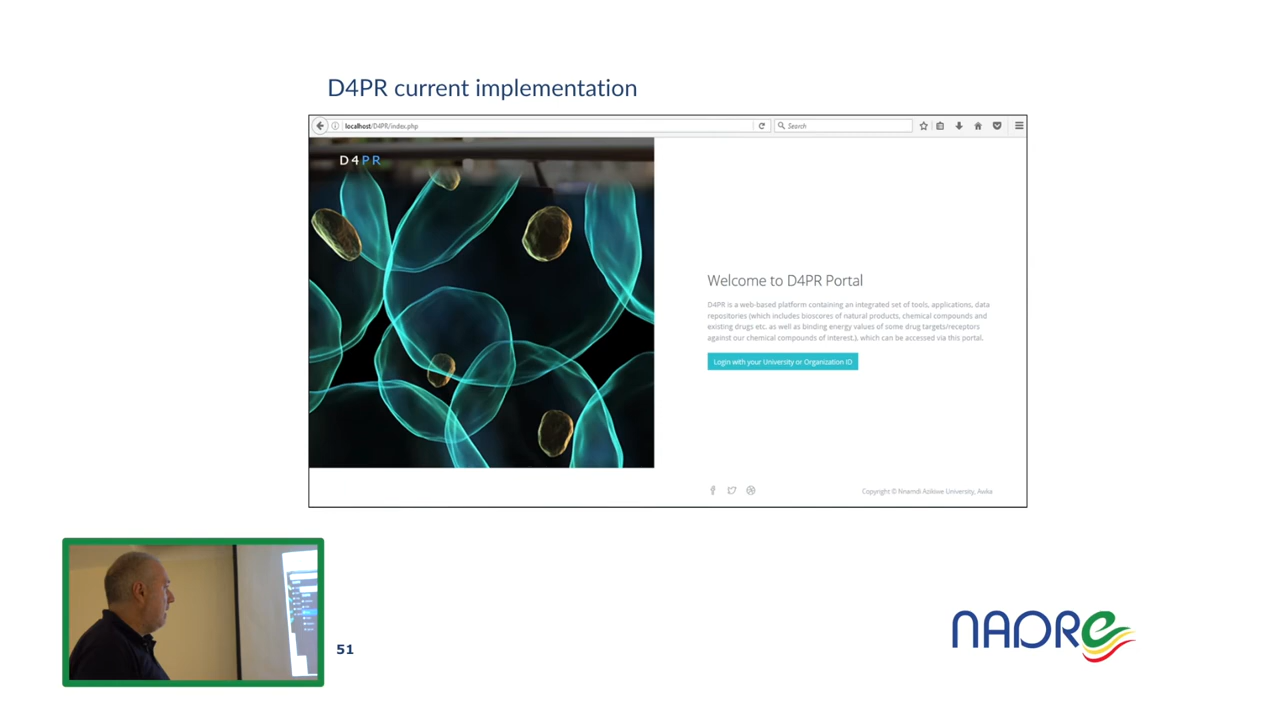 D4PR current implementation
localhost/D4PR/index.php
Search
D4PR
Welcome to D4PR Portal
D4PR is a web-based platform containing an integrated set of tools, applications, data
repositories (which includes bioscores of natural products, chemical compounds and
existing drugs etc. as well as binding energy values of some drug targets/receptors
against our chemical compounds of interest.), which can be accessed via this portal.
Login with your University or Organization ID
Copyright © Nnamdi Azikiwe University, Awka
51
NADRe